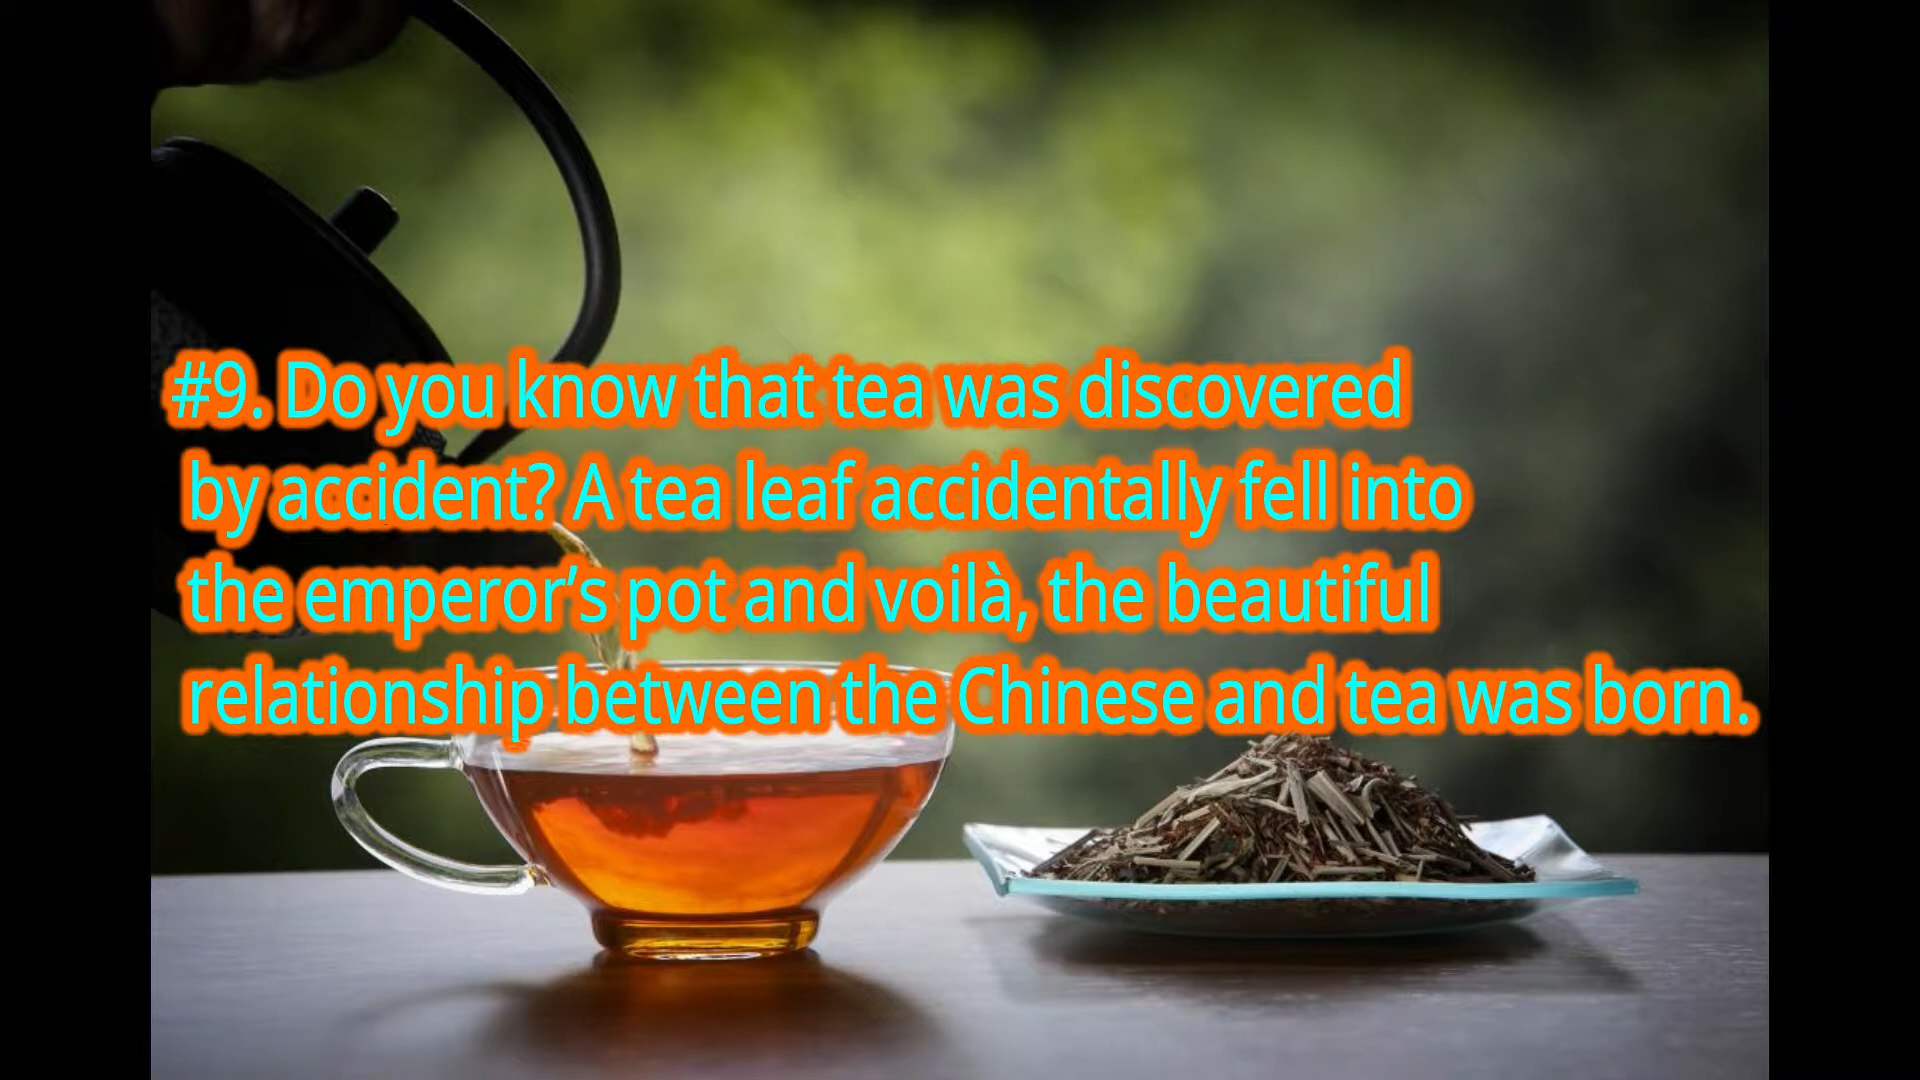 #9. Do you know that tea was discovered
by accident? A tea leaf accidentally fell into
the emperor’s pot and voilà, the beautiful
relationship between the Chinese and tea was born.